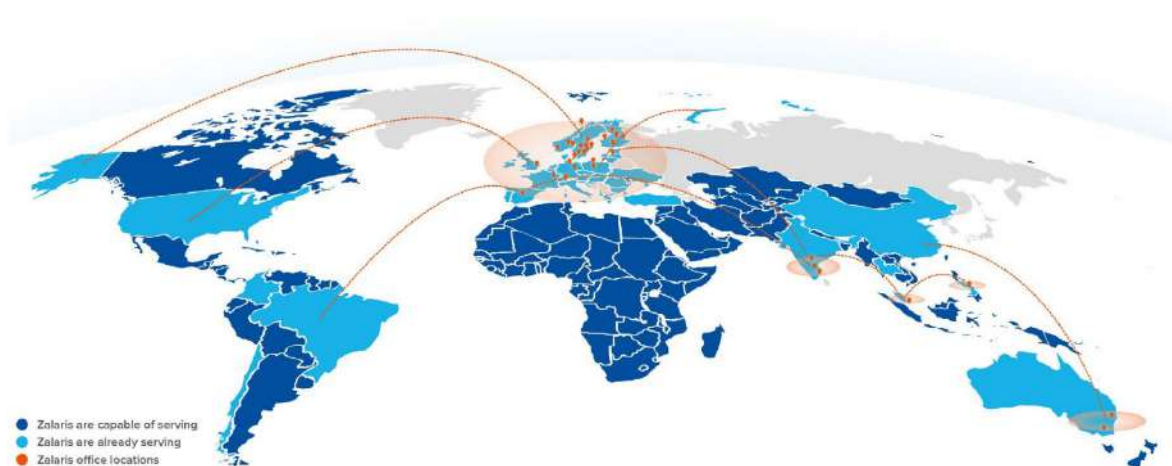 Zalaris are capable of serving
Zalaris are already serving
Zalaris office locations